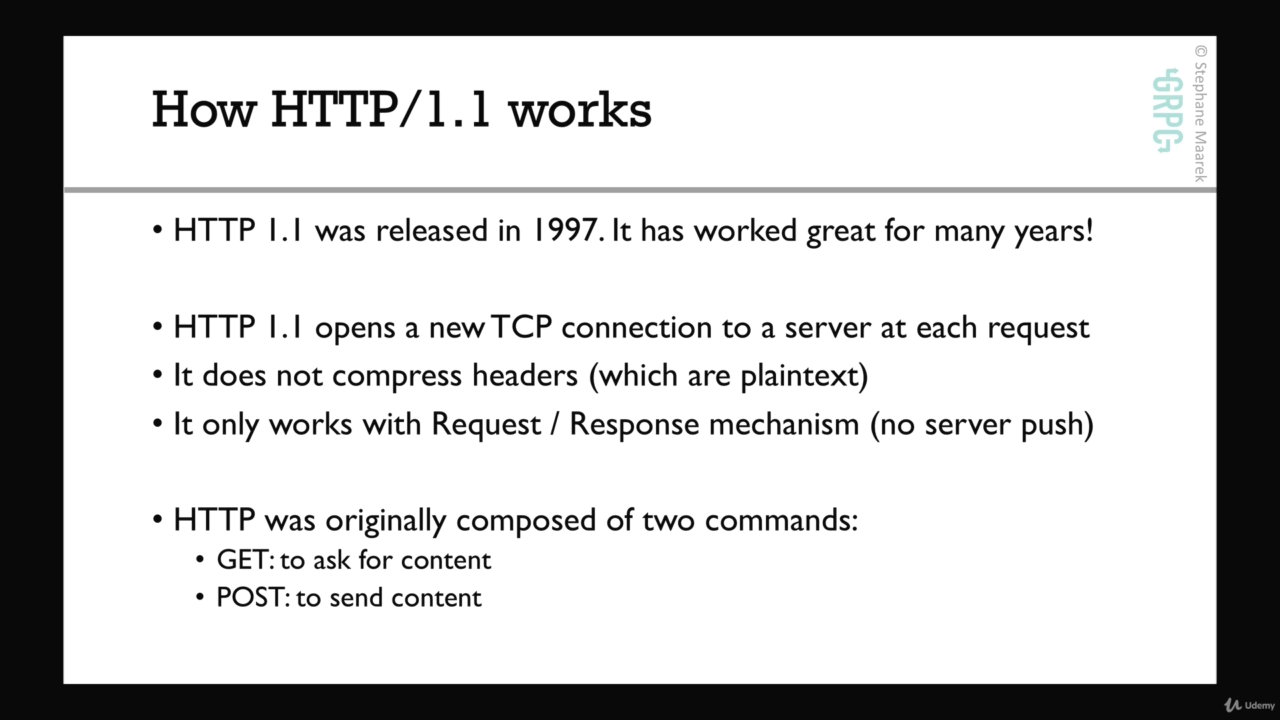 How HTTP/1.1 works
© Stephane Maarek
GRPC
• HTTP 1.1 was released in 1997. It has worked great for many years!
• HTTP 1.1 opens a new TCP connection to a server at each request
• It does not compress headers (which are plaintext)
• It only works with Request / Response mechanism (no server push)
• HTTP was originally composed of two commands:
• GET: to ask for content
• POST: to send content
Udemy